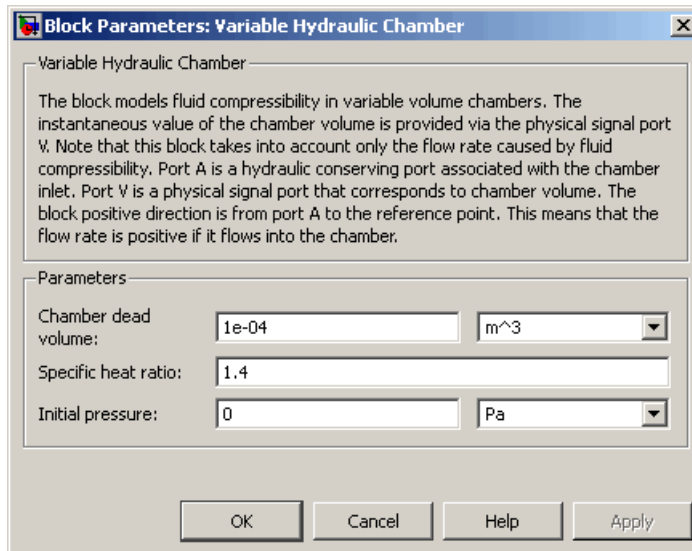 Block Parameters: Variable Hydraulic Chamber
Variable Hydraulic Chamber
The block models fluid compressibility in variable volume chambers. The
instantaneous value of the chamber volume is provided via the physical signal port
V. Note that this block takes into account only the flow rate caused by fluid
compressibility. Port A is a hydraulic conserving port associated with the chamber
inlet. Port V is a physical signal port that corresponds to chamber volume. The
block positive direction is from port A to the reference point. This means that the
flow rate is positive if it flows into the chamber.
Parameters
Chamber dead
volume:
1e-04 m^3
Specific heat ratio: 1.4
Initial pressure: 0 Pa
OK Cancel Help Apply